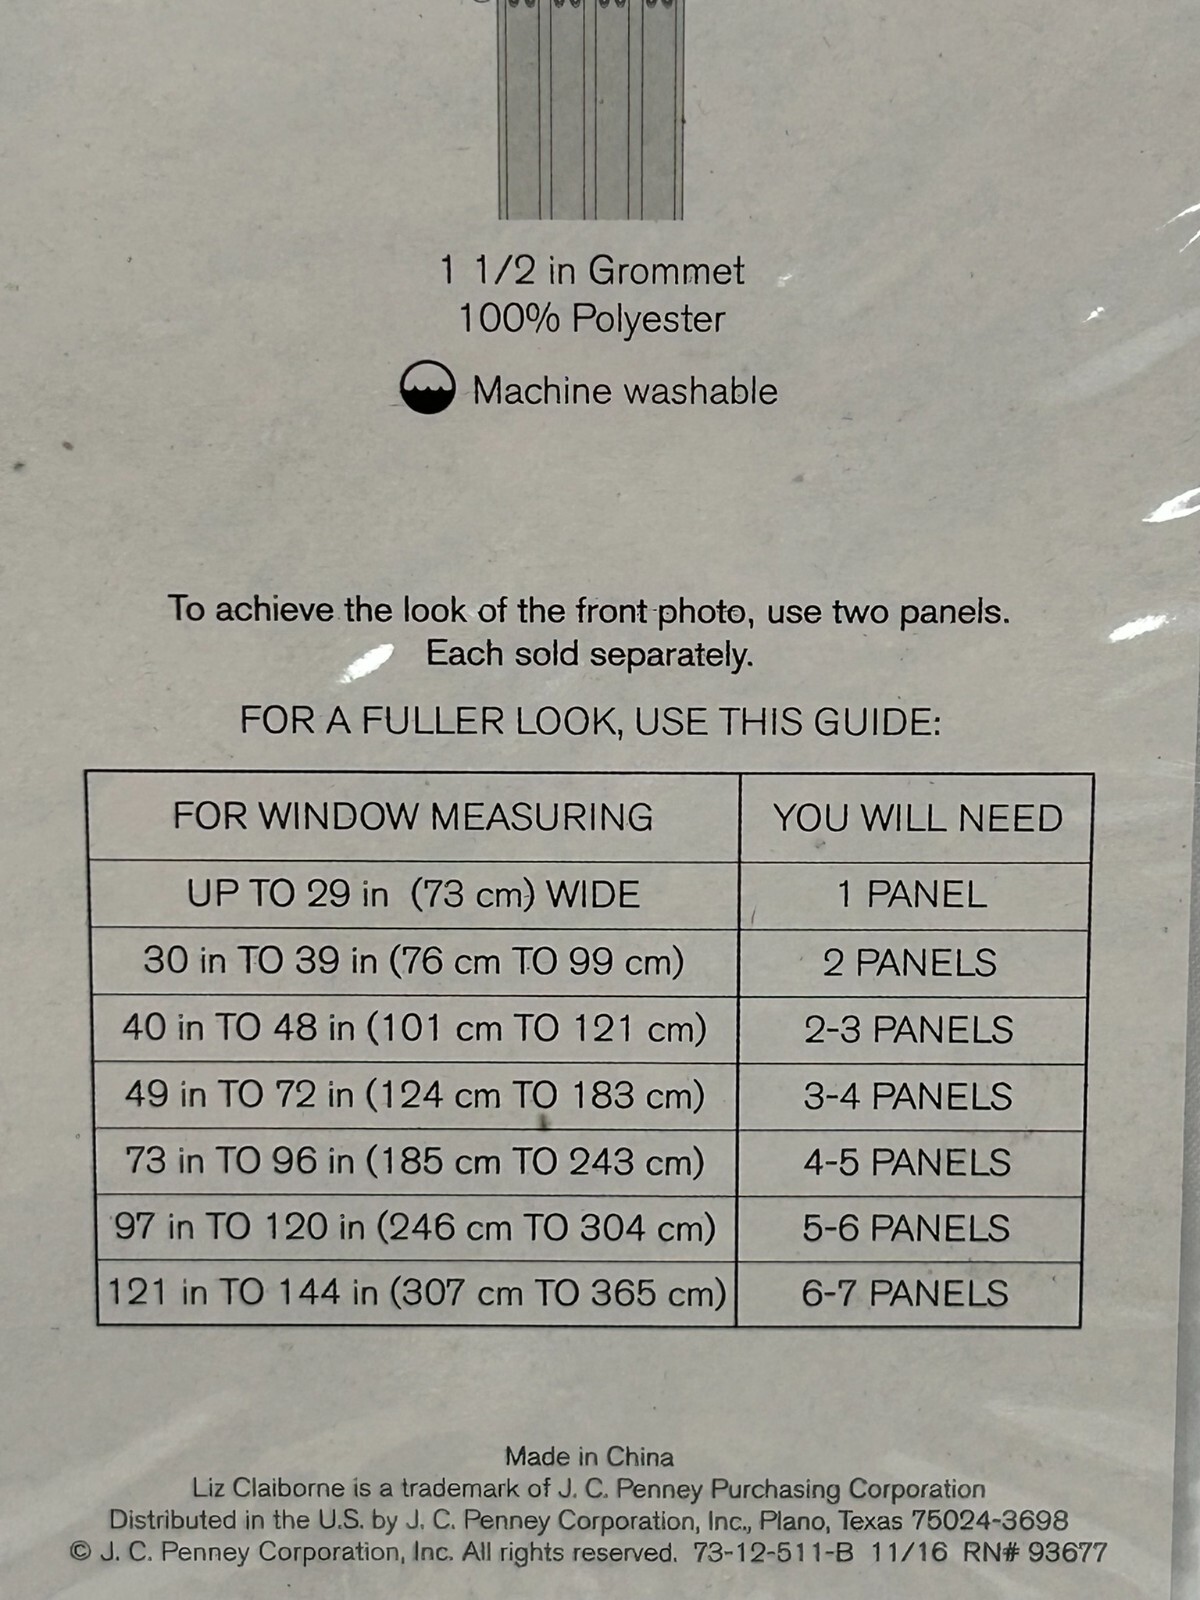 1 1/2 in Grommet
100% Polyester
Machine washable
To achieve the look of the front photo, use two panels.
Each sold separately.
FOR A FULLER LOOK, USE THIS GUIDE:
FOR WINDOW MEASURING YOU WILL NEED
UP TO 29 in (73 cm) WIDE 1 PANEL
30 in TO 39 in (76 cm TO 99 cm) 2 PANELS
40 in TO 48 in (101 cm TO 121 cm) 2-3 PANELS
49 in TO 72 in (124 cm TO 183 cm) 3-4 PANELS
73 in TO 96 in (185 cm TO 243 cm) 4-5 PANELS
97 in TO 120 in (246 cm TO 304 cm) 5-6 PANELS
121 in TO 144 in (307 cm TO 365 cm) 6-7 PANELS
Made in China
Liz Claiborne is a trademark of J. C. Penney Purchasing Corporation
Distributed in the U.S. by J. C. Penney Corporation, Inc., Plano, Texas 75024-3698
© J. C. Penney Corporation, Inc. All rights reserved. 73-12-511-B 11/16 RN# 93677